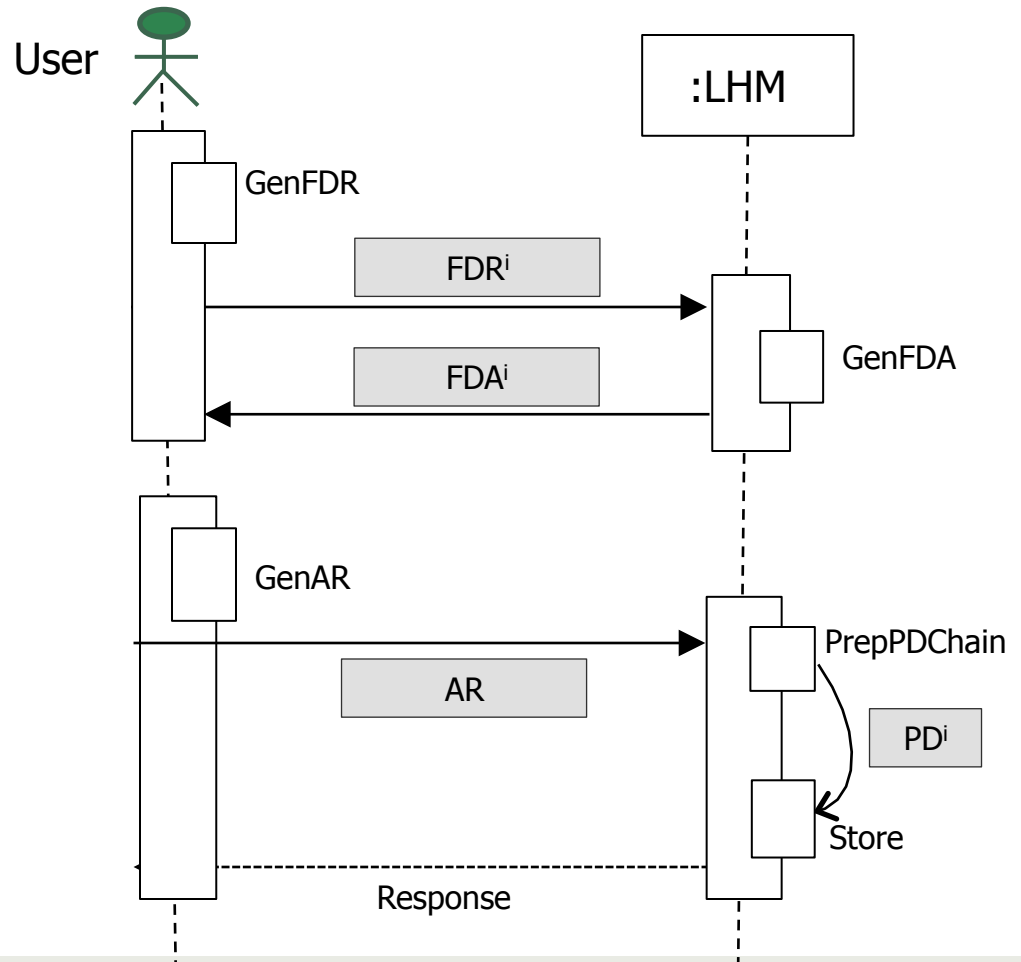 User
:LHM
GenFDR
FDRⁱ
GenFDA
FDAⁱ
GenAR
PrepPDChain
AR
PDⁱ
Store
Response